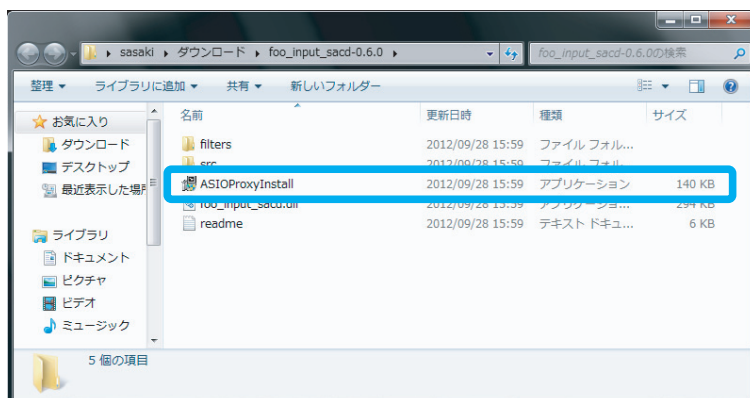 sasaki ダウンロード foo_input_sacd-0.6.0
foo_input_sacd-0.6.0の検索
整理 ライブラリに追加 共有 新しいフォルダー
お気に入り
ダウンロード
デスクトップ
最近表示した場所
ライブラリ
ドキュメント
ピクチャ
ビデオ
ミュージック
名前 更新日時 種類 サイズ
filters 2012/09/28 15:59 ファイル フォル...
src 2012/09/28 15:59 ファイル フォル...
ASIOProxyInstall 2012/09/28 15:59 アプリケーション 140 KB
foo_input_sacd.dll 2012/09/28 15:59 アプリケーショ... 294 KB
readme 2012/09/28 15:59 テキスト ドキュ... 6 KB
5 個の項目